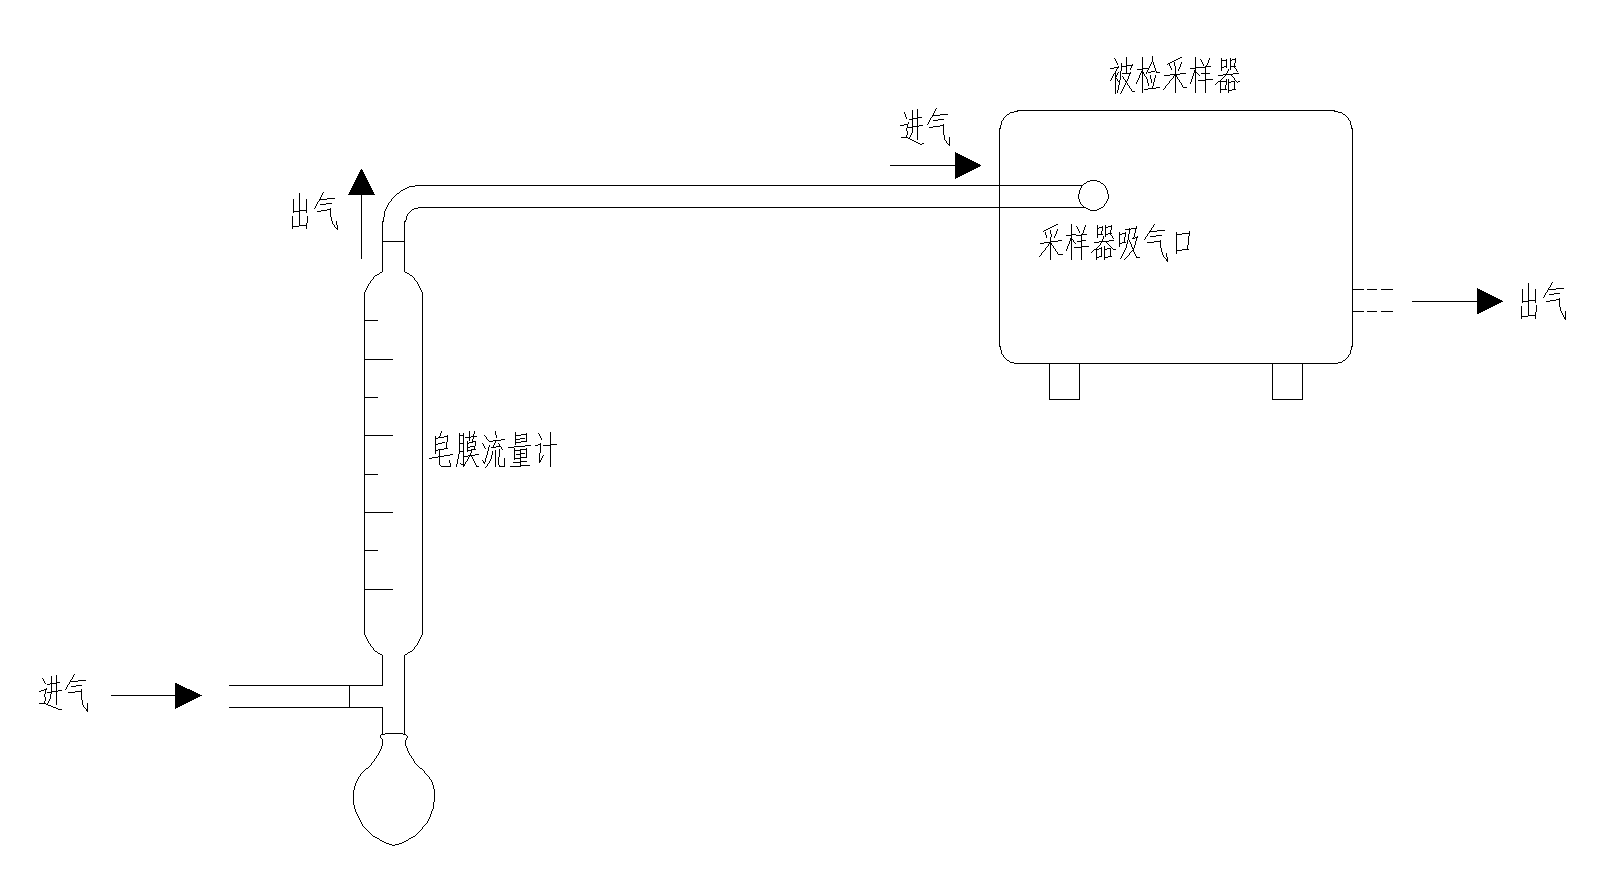 被检采样器
进气
出气
采样器吸气口
出气
皂膜流量计
进气